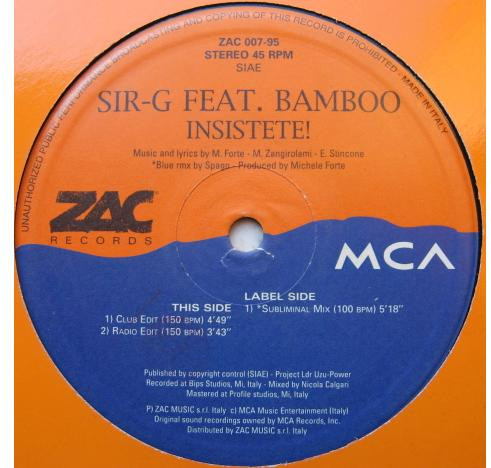 UNAUTHORIZED PUBLIC PERFORMANCE BROADCASTING AND COPYING OF THIS RECORD IS PROHIBITED - MADE IN ITALY
ZAC 007-95
STEREO 45 RPM
SIAE
SIR-G FEAT. BAMBOO
INSISTETE!
Music and lyrics by M. Forte - M. Zangirolami - E. Stincone
*Blue rmx by Spagn - Produced by Michele Forte
ZAC
RECORDS
MCA
THIS SIDE
1) CLUB EDIT (150 BPM) 4'49"
2) RADIO EDIT (150 BPM) 3'43"
LABEL SIDE
1) *SUBLIMINAL MIX (100 BPM) 5'18"
Published by copyright control (SIAE) - Project Ldr Uzu-Power
Recorded at Bips Studios, Mi, Italy - Mixed by Nicola Calgari
Mastered at Profile studios, Mi, Italy
P) ZAC MUSIC s.r.l. Italy c) MCA Music Entertainment (Italy)
Original sound recordings owned by MCA Records, Inc.
Distributed by ZAC MUSIC s.r.l. Italy